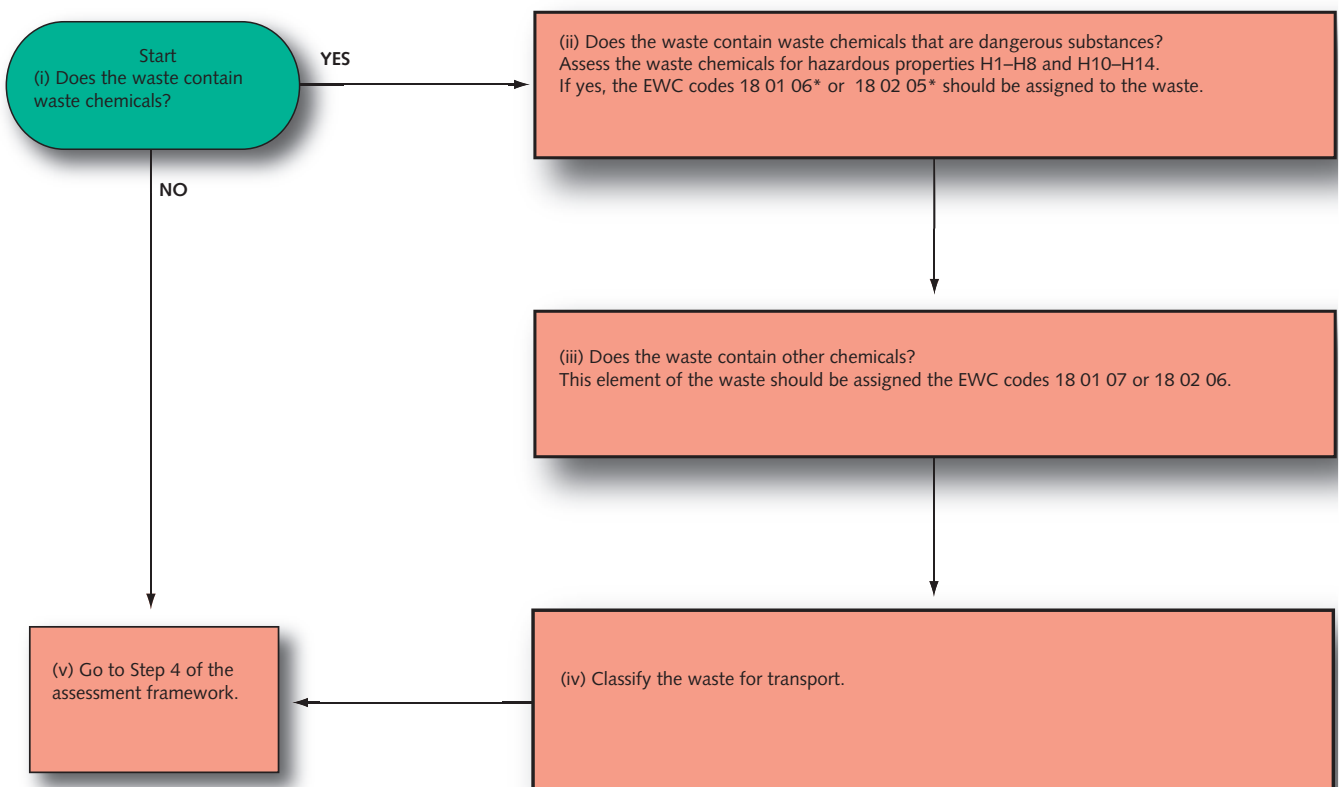 Start
(i) Does the waste contain
waste chemicals?
YES
(ii) Does the waste contain waste chemicals that are dangerous substances?
Assess the waste chemicals for hazardous properties H1–H8 and H10–H14.
If yes, the EWC codes 18 01 06* or 18 02 05* should be assigned to the waste.
NO
(iii) Does the waste contain other chemicals?
This element of the waste should be assigned the EWC codes 18 01 07 or 18 02 06.
(iv) Classify the waste for transport.
(v) Go to Step 4 of the
assessment framework.